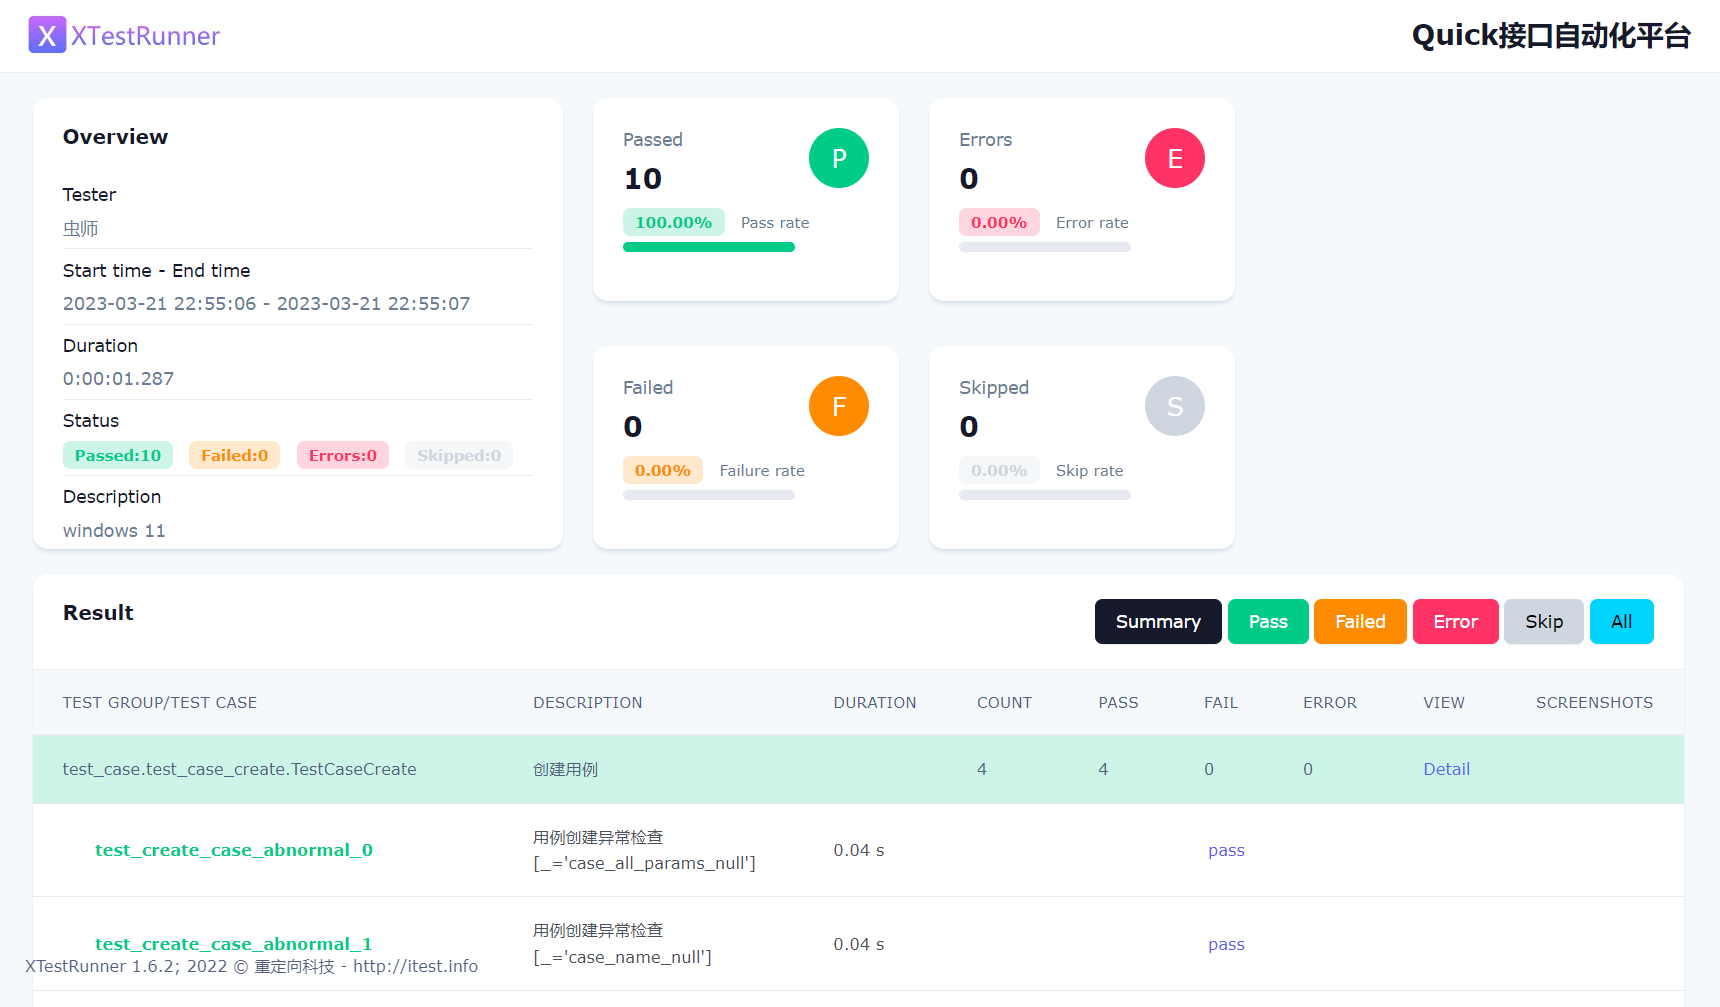 X XTestRunner
Quick接口自动化平台
Overview
Tester
虫师
Start time - End time
2023-03-21 22:55:06 - 2023-03-21 22:55:07
Duration
0:00:01.287
Status
Passed:10 Failed:0 Errors:0 Skipped:0
Description
windows 11
Passed
10
P
100.00% Pass rate
Errors
0
E
0.00% Error rate
Failed
0
F
0.00% Failure rate
Skipped
0
S
0.00% Skip rate
Result
Summary Pass Failed Error Skip All
TEST GROUP/TEST CASE DESCRIPTION DURATION COUNT PASS FAIL ERROR VIEW SCREENSHOTS
test_case.test_case_create.TestCaseCreate 创建用例 4 4 0 0 Detail
用例创建异常检查
test_create_case_abnormal_0 0.04 s pass
[_='case_all_params_null']
用例创建异常检查
test_create_case_abnormal_1 0.04 s pass
[_='case_name_null']
XTestRunner 1.6.2; 2022 © 重定向科技 - http://itest.info